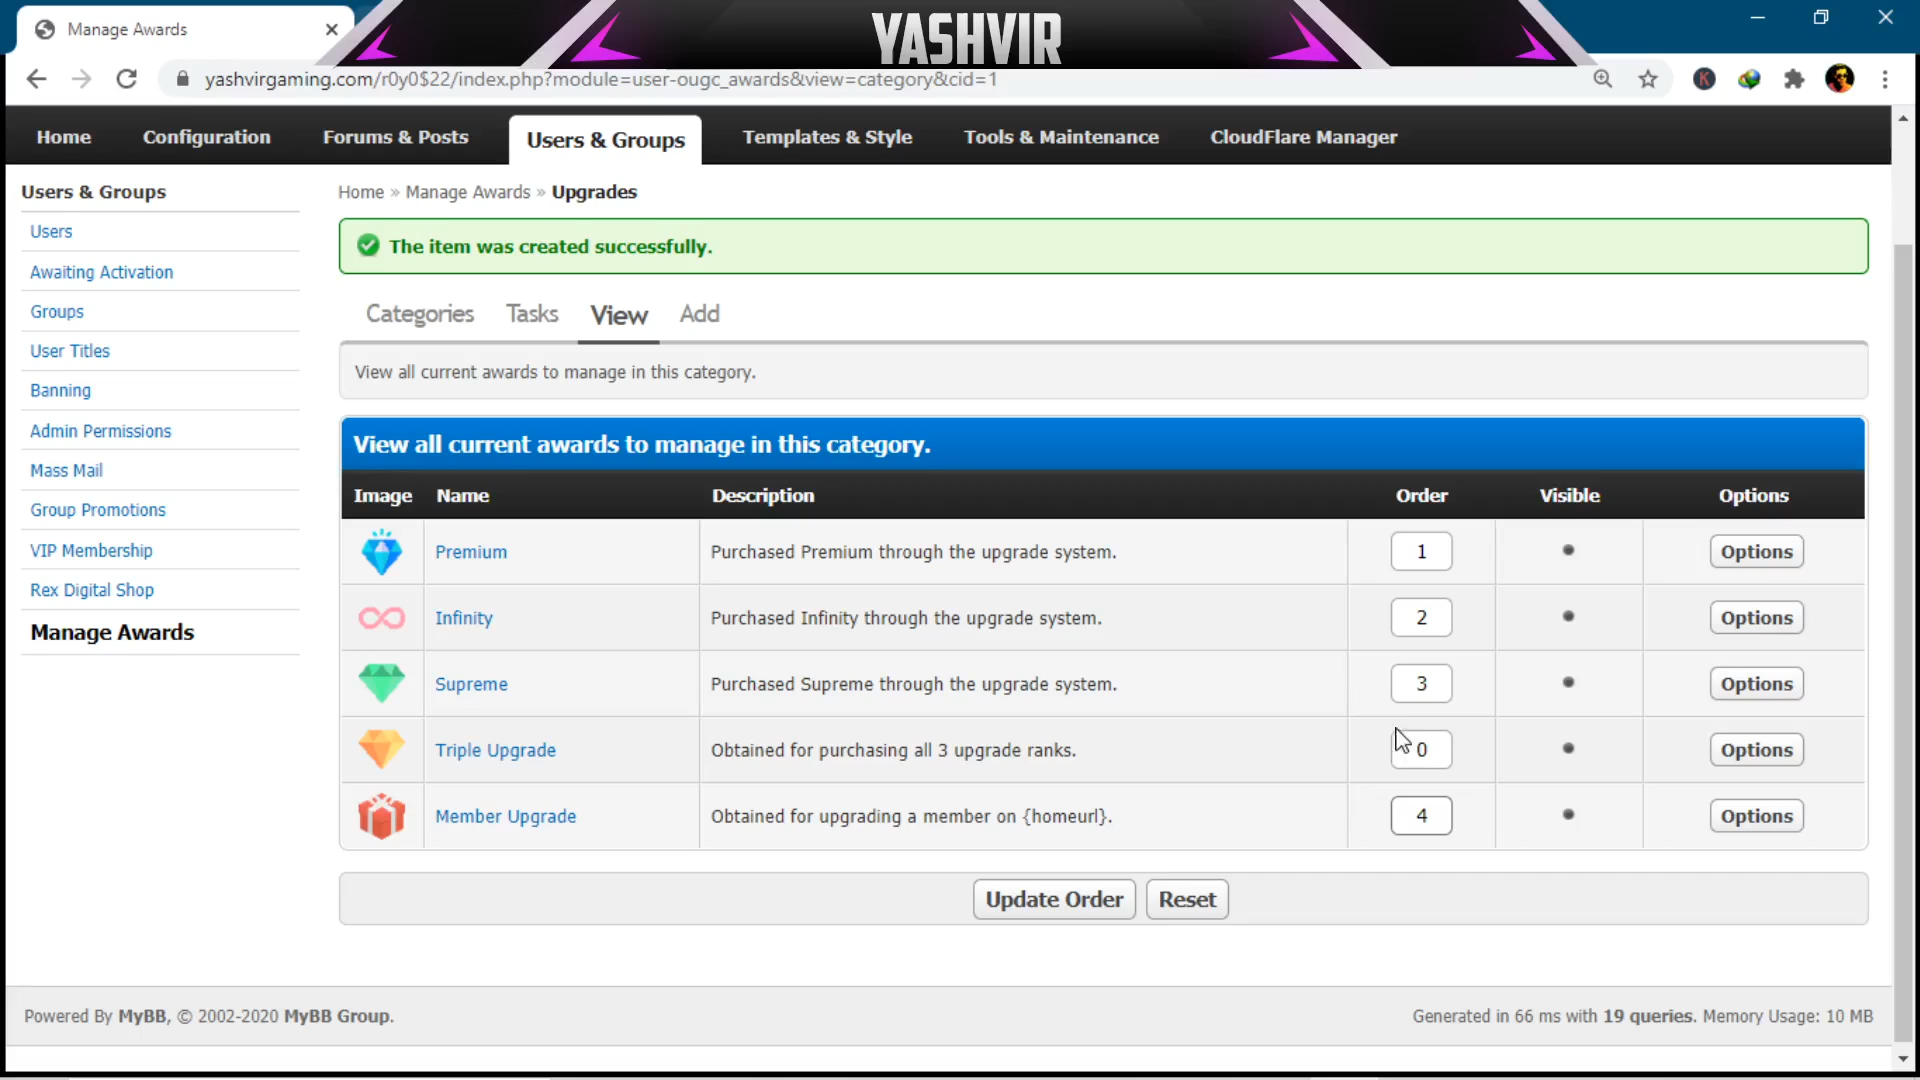 Manage Awards
YASHVIR
yashvirgaming.com/r0y0$22/index.php?module=user-ougc_awards&view=category&cid=1
K
Home Configuration Forums & Posts Users & Groups Templates & Style Tools & Maintenance CloudFlare Manager
Users & Groups
Users
Awaiting Activation
Groups
User Titles
Banning
Admin Permissions
Mass Mail
Group Promotions
VIP Membership
Rex Digital Shop
Manage Awards
Home » Manage Awards » Upgrades
The item was created successfully.
Categories Tasks View Add
View all current awards to manage in this category.
View all current awards to manage in this category.
Image Name Description Order Visible Options
Premium Purchased Premium through the upgrade system. 1 Options
Infinity Purchased Infinity through the upgrade system. 2 Options
Supreme Purchased Supreme through the upgrade system. 3 Options
Triple Upgrade Obtained for purchasing all 3 upgrade ranks. 0 Options
Member Upgrade Obtained for upgrading a member on {homeurl}. 4 Options
Update Order Reset
Powered By MyBB, © 2002-2020 MyBB Group.
Generated in 66 ms with 19 queries. Memory Usage: 10 MB